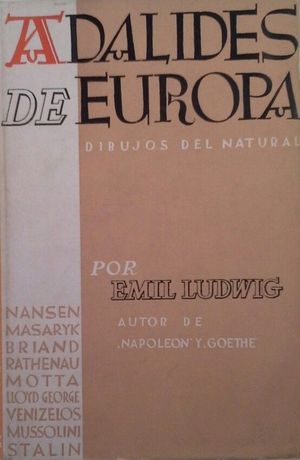 ADALIDES
DE EUROPA
DIBUJOS DEL NATURAL
POR
EMIL LUDWIG
AUTOR DE
„NAPOLEON" Y „GOETHE"
NANSEN
MASARYK
BRIAND
RATHENAU
MOTTA
LLOYD GEORGE
VENIZELOS
MUSSOLINI
STALIN